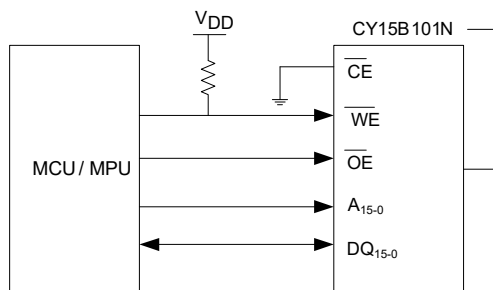 VDD
CY15B101N
CE
WE
MCU / MPU
OE
A15-0
DQ15-0